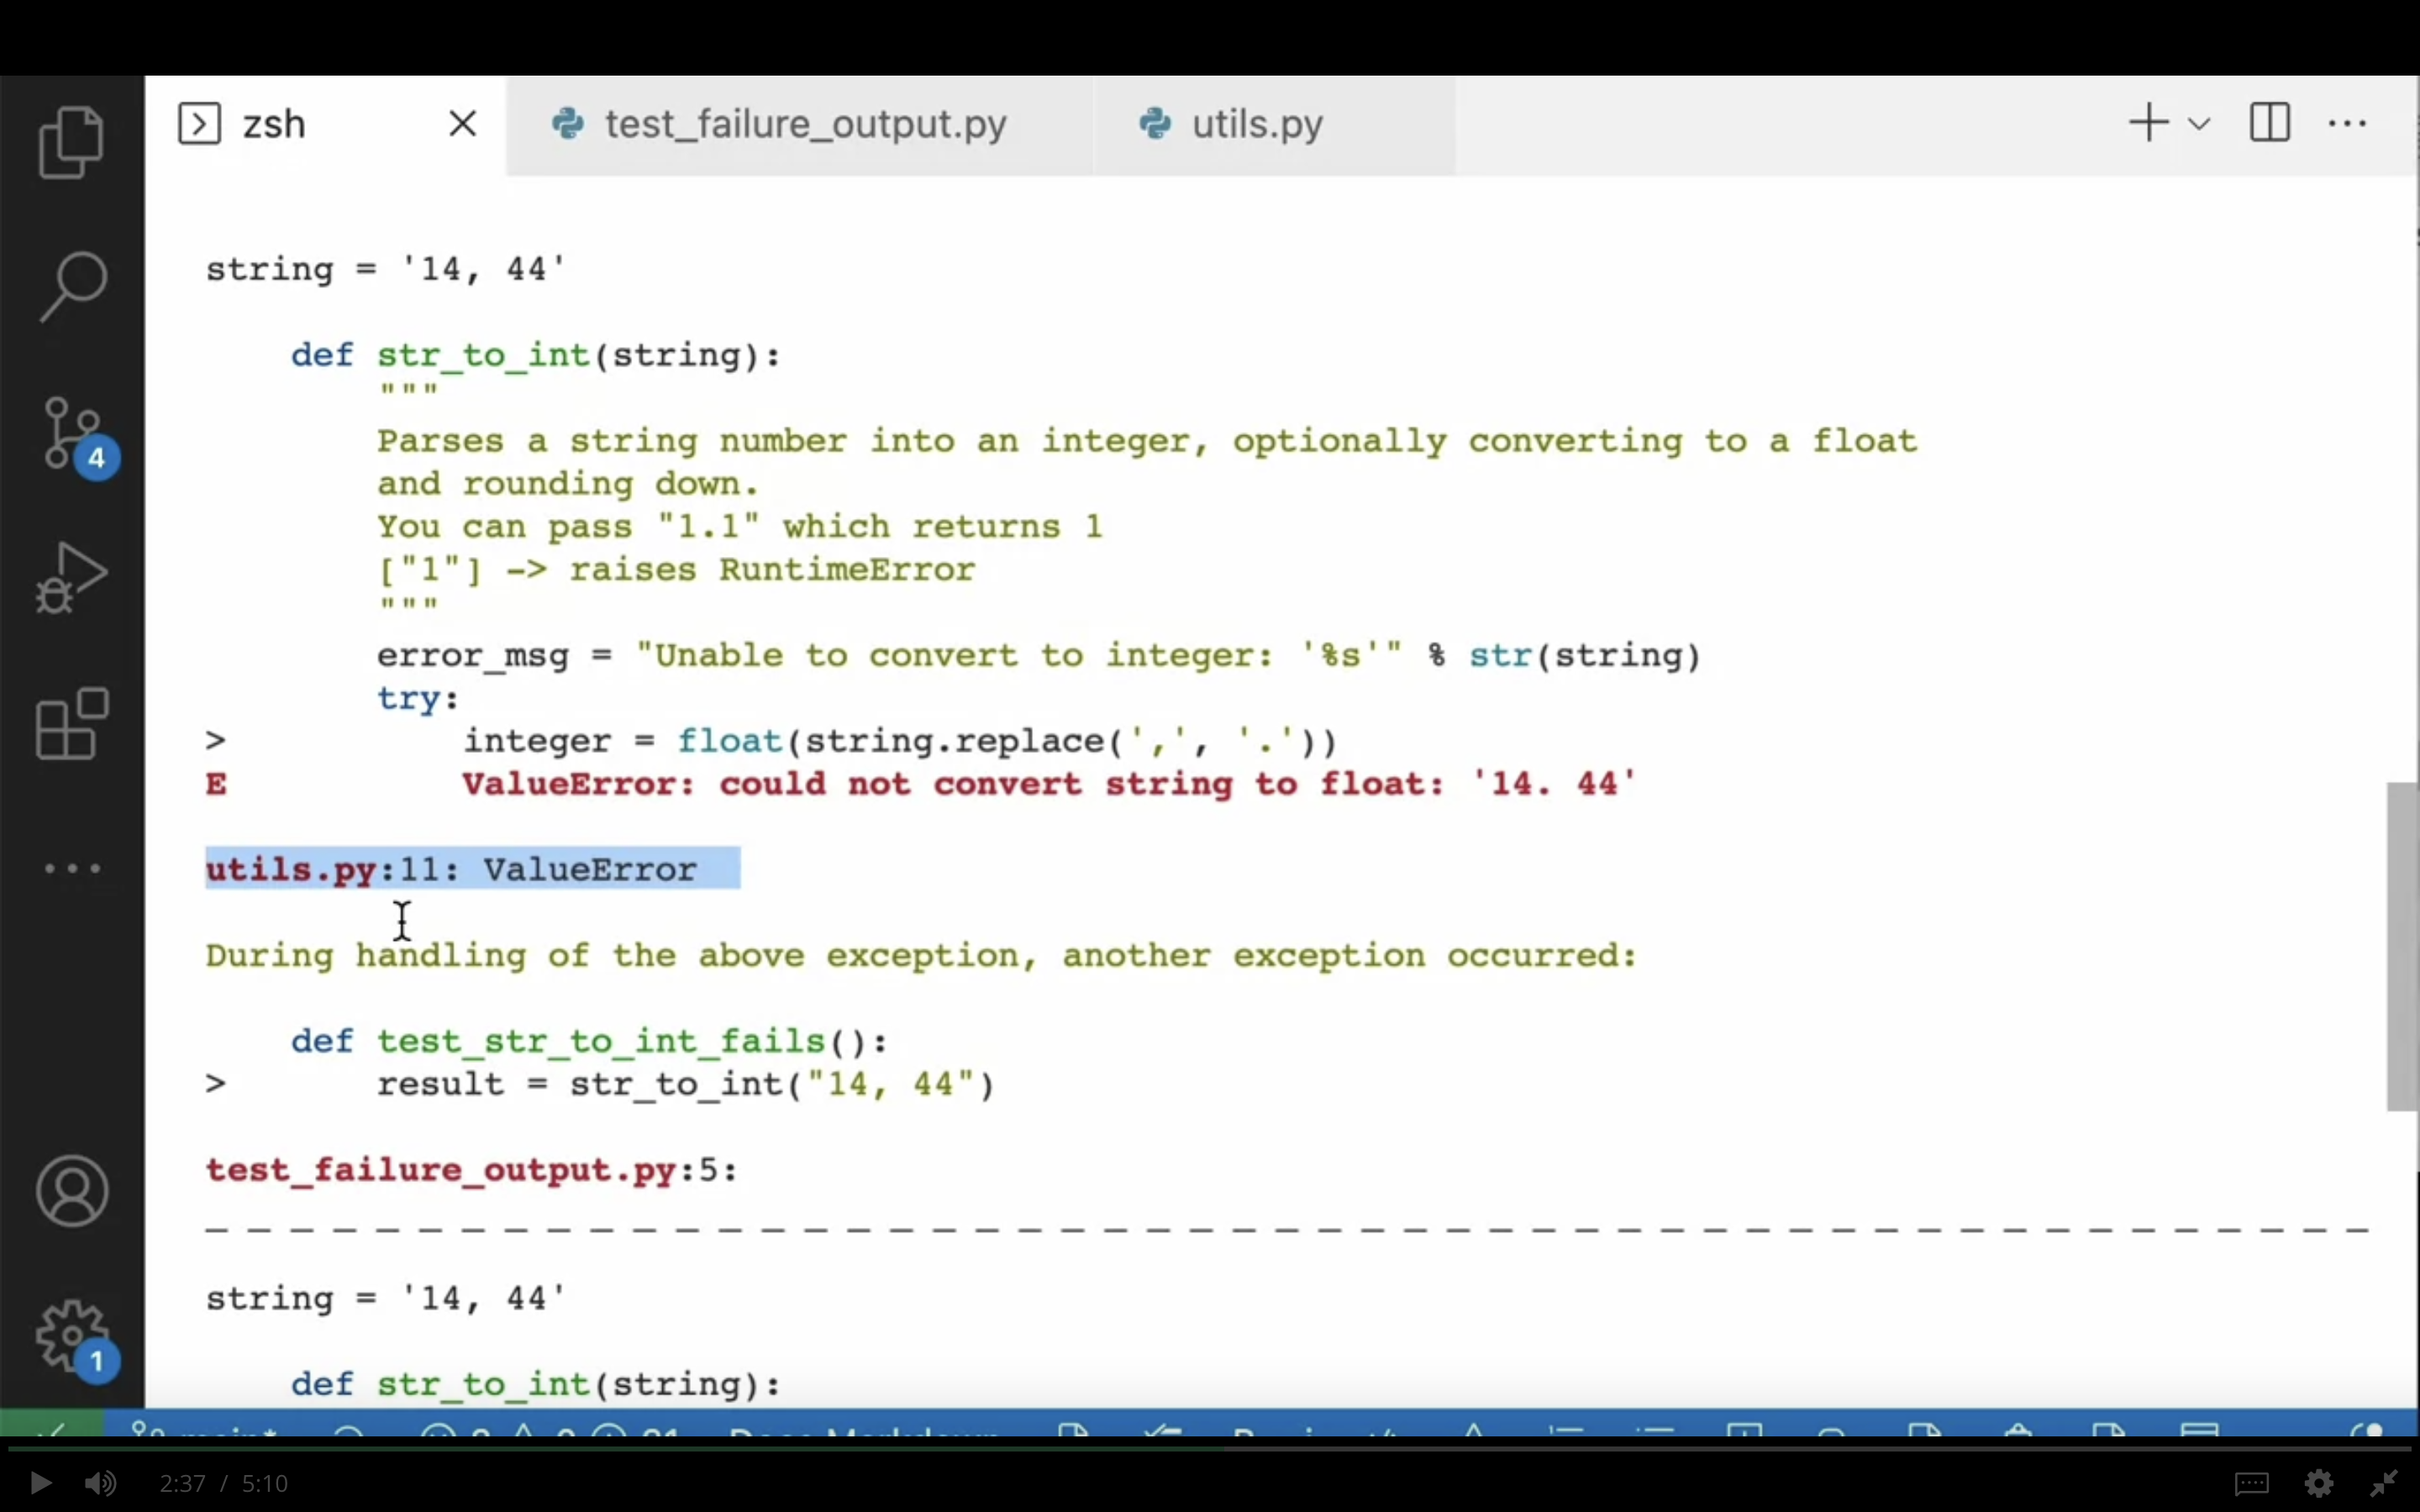 zsh
test_failure_output.py
utils.py
string = '14, 44'
def str_to_int(string):
"""
Parses a string number into an integer, optionally converting to a float
and rounding down.
You can pass "1.1" which returns 1
["1"] -> raises RuntimeError
"""
error_msg = "Unable to convert to integer: '%s'" % str(string)
try:
> integer = float(string.replace(',', '.'))
E ValueError: could not convert string to float: '14. 44'
utils.py:11: ValueError
During handling of the above exception, another exception occurred:
def test_str_to_int_fails():
> result = str_to_int("14, 44")
test_failure_output.py:5:
_ _ _ _ _ _ _ _ _ _ _ _ _ _ _ _ _ _ _ _ _ _ _ _ _ _ _ _ _ _ _ _ _ _ _ _ _ _ _ _ _ _ _ _ _ _ _ _ _ _ _
string = '14, 44'
def str_to_int(string):
4
1
2:37 / 5:10